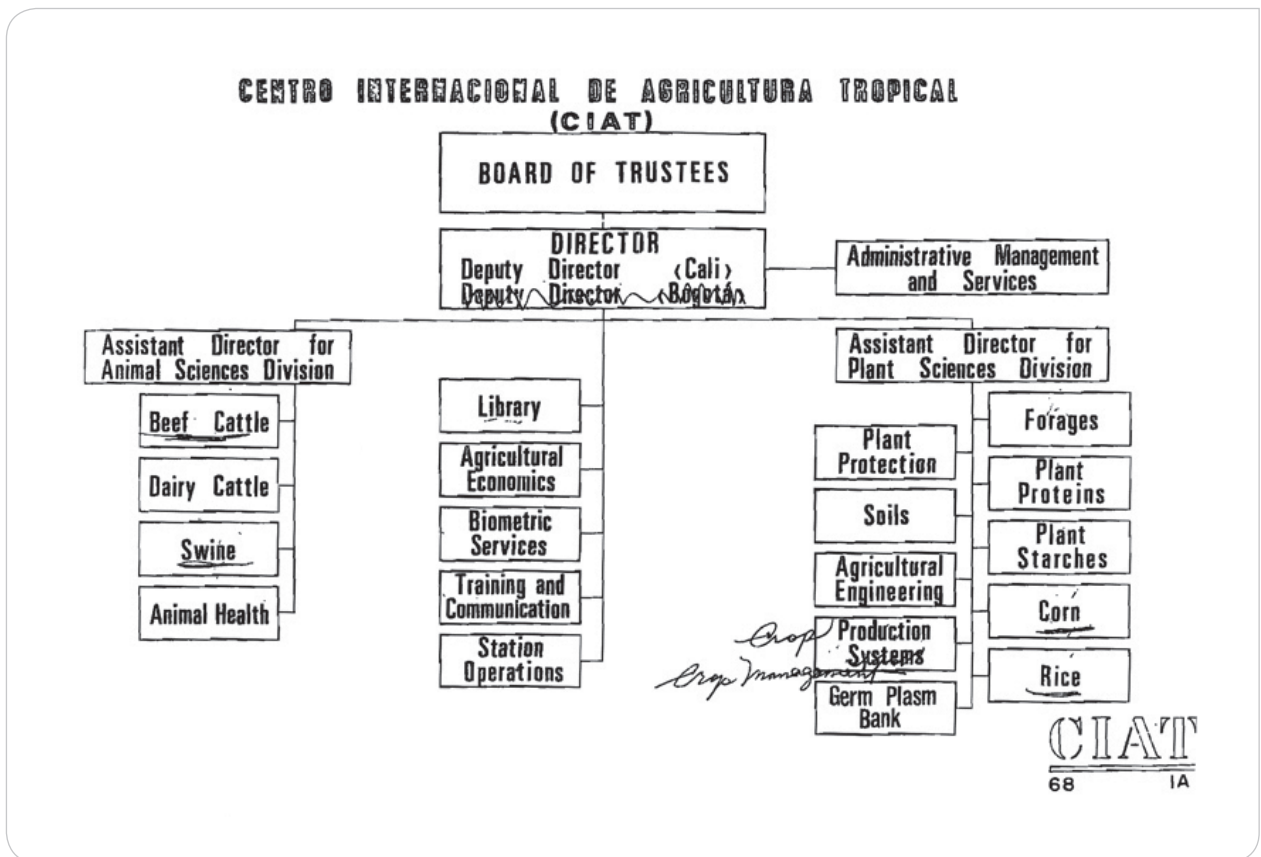 CENTRO INTERNACIONAL DE AGRICULTURA TROPICAL
(CIAT)
BOARD OF TRUSTEES
DIRECTOR
Deputy Director (Cali)
Deputy Director (Bogotá)
Administrative Management
and Services
Assistant Director for
Animal Sciences Division
Beef Cattle
Dairy Cattle
Swine
Animal Health
Library
Agricultural
Economics
Biometric
Services
Training and
Communication
Station
Operations
Assistant Director for
Plant Sciences Division
Plant
Protection
Soils
Agricultural
Engineering
Crop Production
Systems
Crop Management
Germ Plasm
Bank
Forages
Plant
Proteins
Plant
Starches
Corn
Rice
CIAT
68 IA